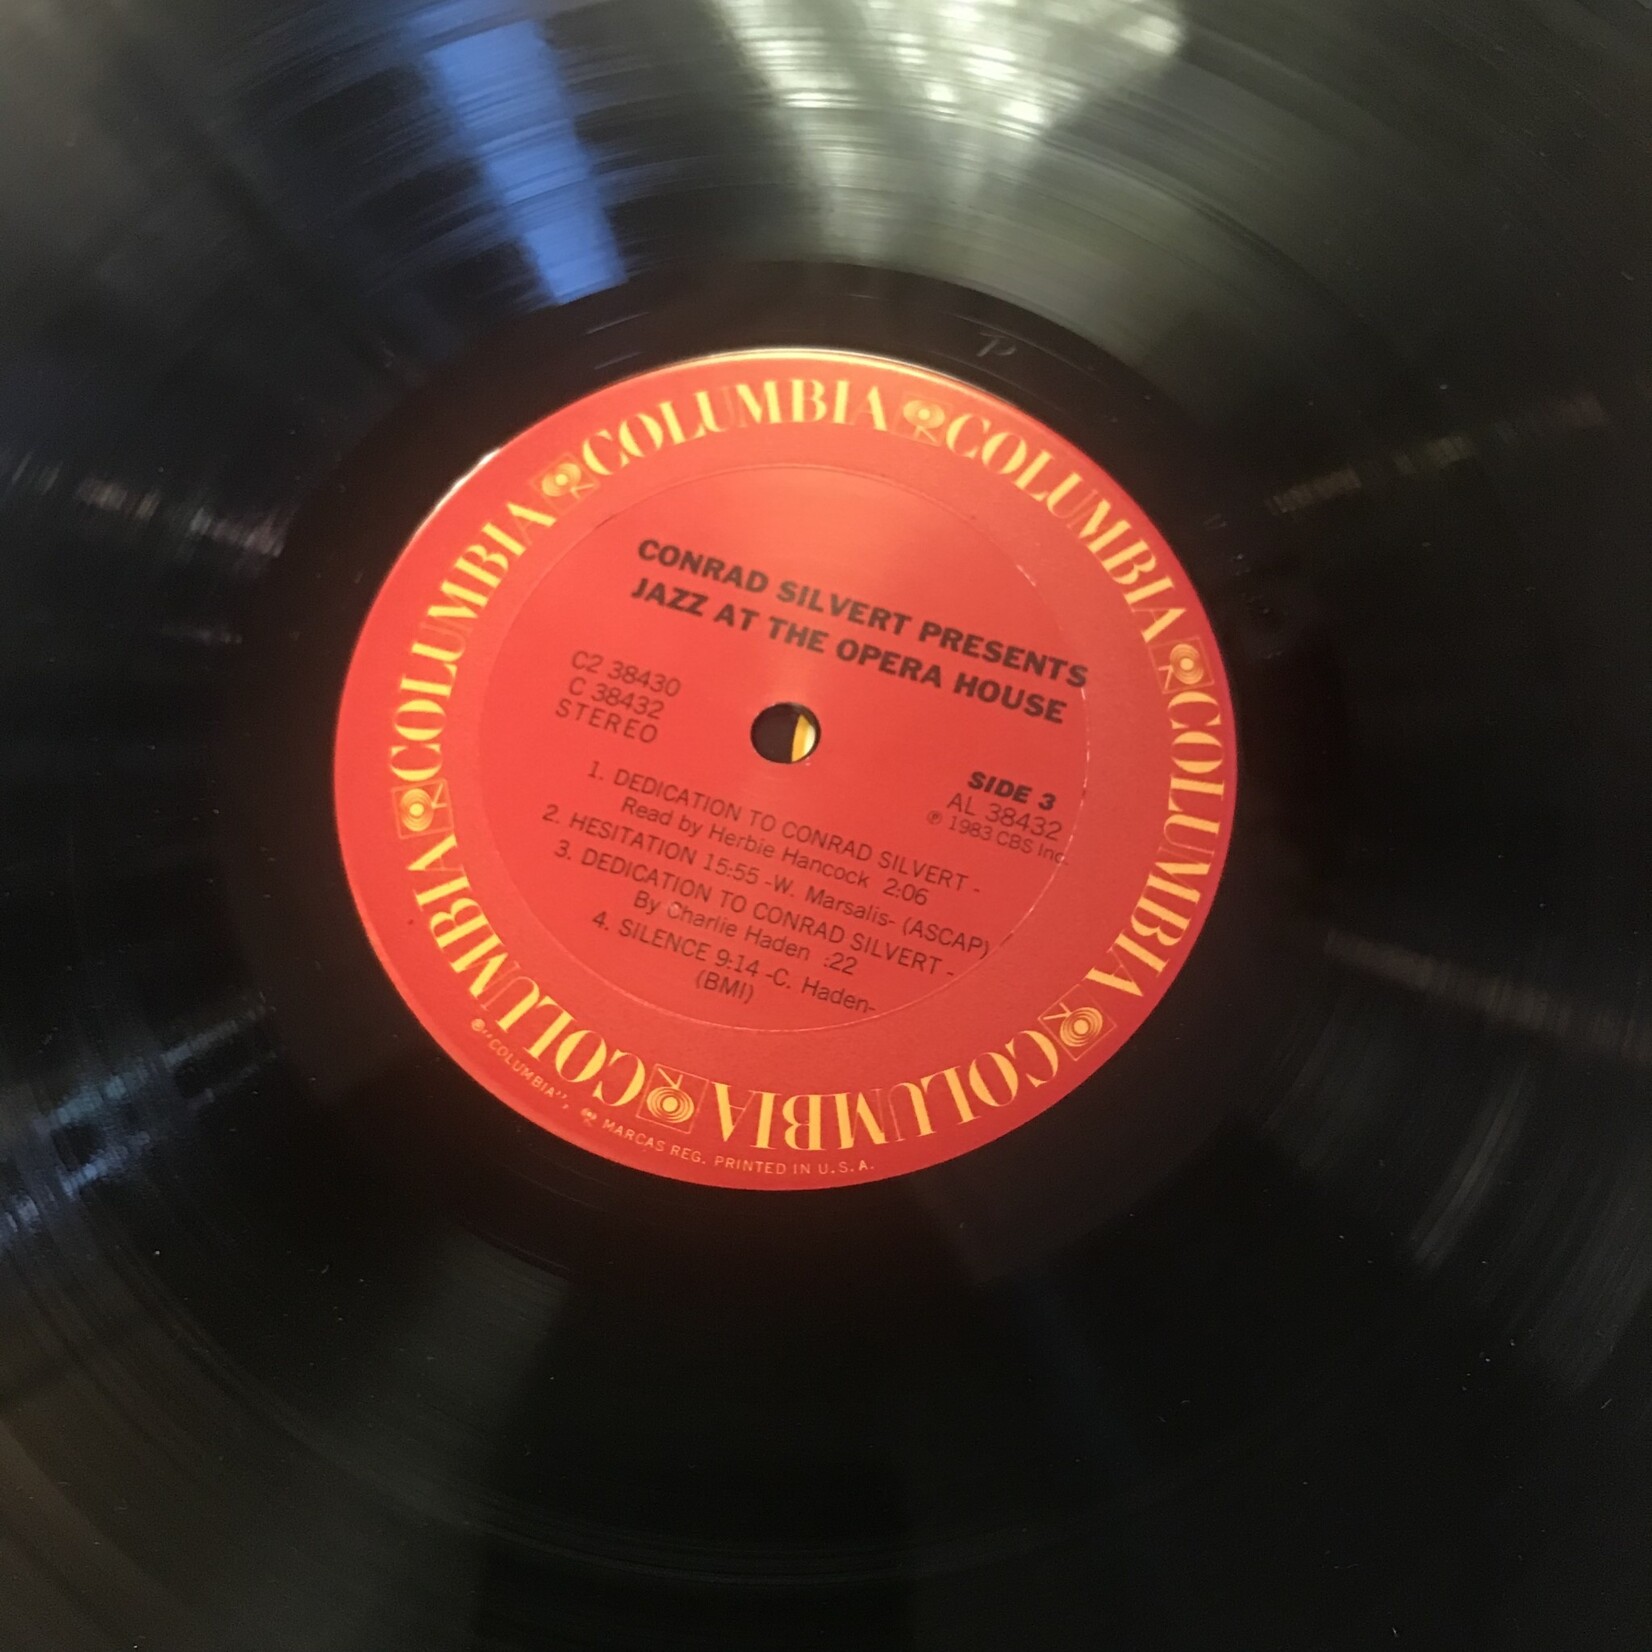 COLUMBIA COLUMBIA COLUMBIA COLUMBIA COLUMBIA COLUMBIA
CONRAD SILVERT PRESENTS
JAZZ AT THE OPERA HOUSE
C2 38430
C 38432
STEREO
SIDE 3
AL 38432
℗ 1983 CBS Inc.
1. DEDICATION TO CONRAD SILVERT -
Read by Herbie Hancock 2:06
2. HESITATION 15:55 -W. Marsalis- (ASCAP)
3. DEDICATION TO CONRAD SILVERT -
By Charlie Haden :22
4. SILENCE 9:14 -C. Haden-
(BMI)
® "COLUMBIA", MARCAS REG. PRINTED IN U.S.A.
P